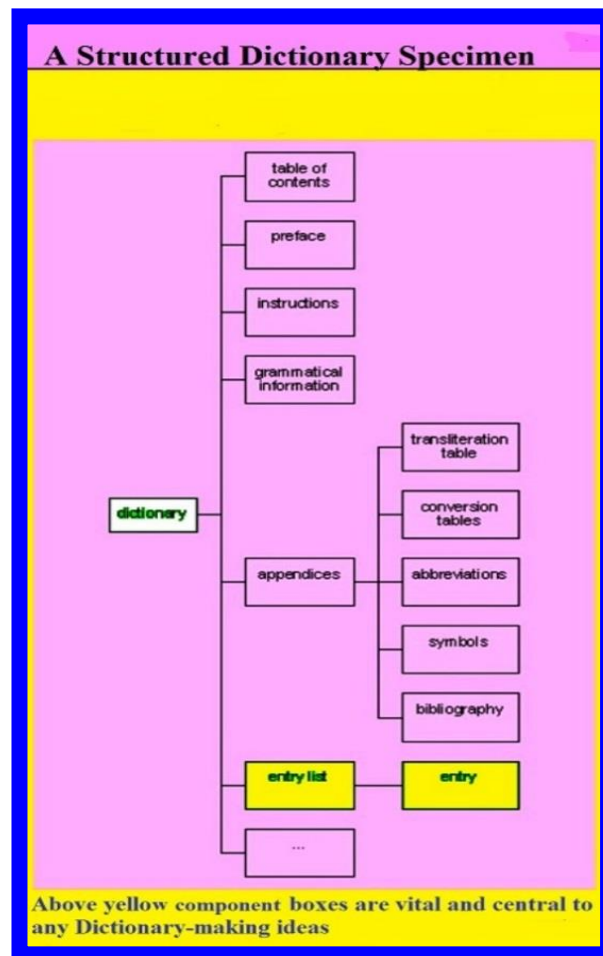 A Structured Dictionary Specimen
table of
contents
preface
instructions
grammatical
information
dictionary
appendices
transliteration
table
conversion
tables
abbreviations
symbols
bibliography
entry list
entry
...
Above yellow component boxes are vital and central to
any Dictionary-making ideas